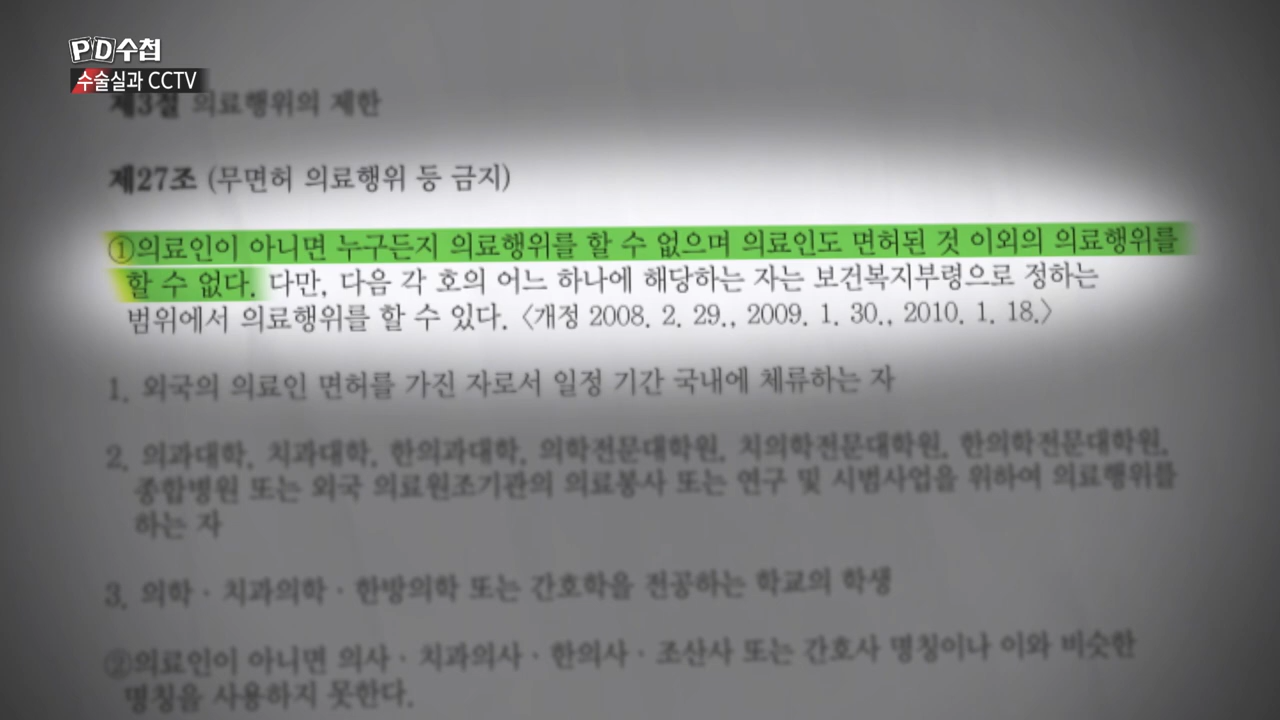 PD수첩
수술실과 CCTV
제3절 의료행위의 제한
제27조 (무면허 의료행위 등 금지)
①의료인이 아니면 누구든지 의료행위를 할 수 없으며 의료인도 면허된 것 이외의 의료행위를
할 수 없다. 다만, 다음 각 호의 어느 하나에 해당하는 자는 보건복지부령으로 정하는
범위에서 의료행위를 할 수 있다. 〈개정 2008. 2. 29., 2009. 1. 30., 2010. 1. 18.〉
1. 외국의 의료인 면허를 가진 자로서 일정 기간 국내에 체류하는 자
2. 의과대학, 치과대학, 한의과대학, 의학전문대학원, 치의학전문대학원, 한의학전문대학원,
종합병원 또는 외국 의료원조기관의 의료봉사 또는 연구 및 시범사업을 위하여 의료행위를
하는 자
3. 의학 · 치과의학 · 한방의학 또는 간호학을 전공하는 학교의 학생
②의료인이 아니면 의사 · 치과의사 · 한의사 · 조산사 또는 간호사 명칭이나 이와 비슷한
명칭을 사용하지 못한다.